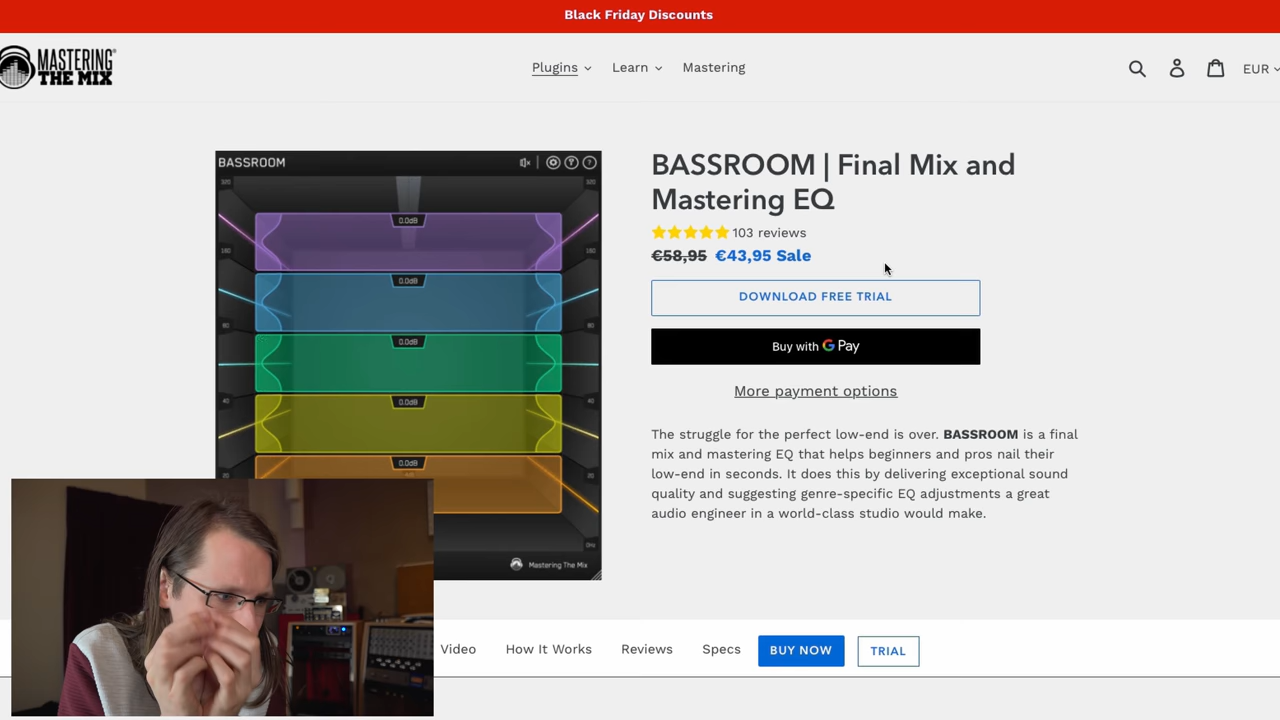 Black Friday Discounts
MASTERING
THE MIX
Plugins
Learn
Mastering
EUR
BASSROOM
0.0dB
0.0dB
0.0dB
0.0dB
0.0dB
Mastering The Mix
BASSROOM | Final Mix and
Mastering EQ
103 reviews
€58,95 €43,95 Sale
DOWNLOAD FREE TRIAL
Buy with G Pay
More payment options
The struggle for the perfect low-end is over. BASSROOM is a final
mix and mastering EQ that helps beginners and pros nail their
low-end in seconds. It does this by delivering exceptional sound
quality and suggesting genre-specific EQ adjustments a great
audio engineer in a world-class studio would make.
Video
How It Works
Reviews
Specs
BUY NOW
TRIAL